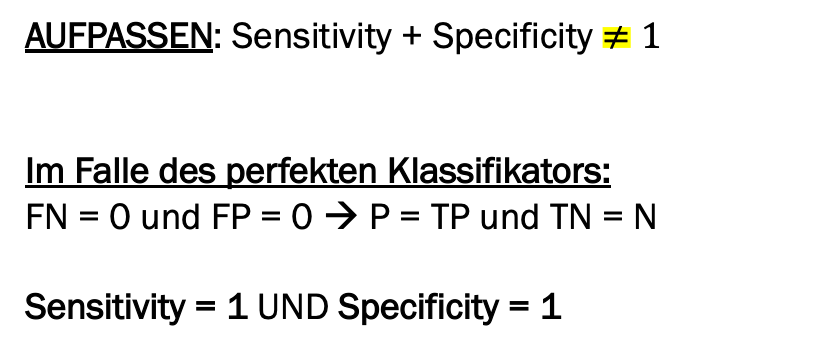 AUFPASSEN: Sensitivity + Specificity ≠ 1
Im Falle des perfekten Klassifikators:
FN = 0 und FP = 0 → P = TP und TN = N
Sensitivity = 1 UND Specificity = 1